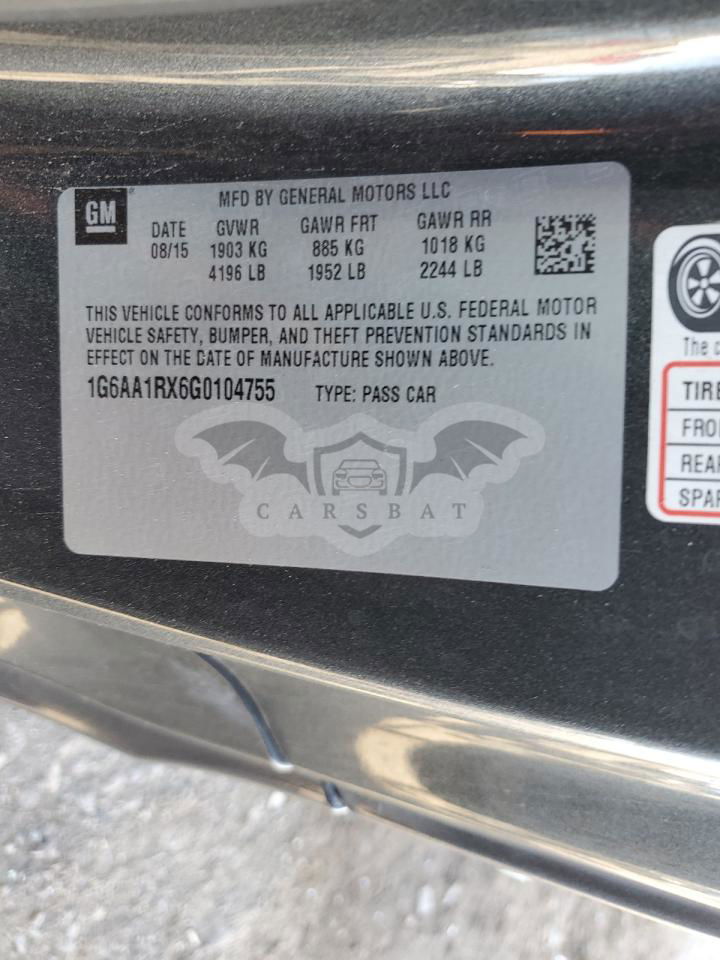 GM
MFD BY GENERAL MOTORS LLC
DATE GVWR GAWR FRT GAWR RR
08/15 1903 KG 885 KG 1018 KG
4196 LB 1952 LB 2244 LB
THIS VEHICLE CONFORMS TO ALL APPLICABLE U.S. FEDERAL MOTOR
VEHICLE SAFETY, BUMPER, AND THEFT PREVENTION STANDARDS IN
EFFECT ON THE DATE OF MANUFACTURE SHOWN ABOVE.
1G6AA1RX6G0104755 TYPE: PASS CAR
CARSBAT
The
TIRE